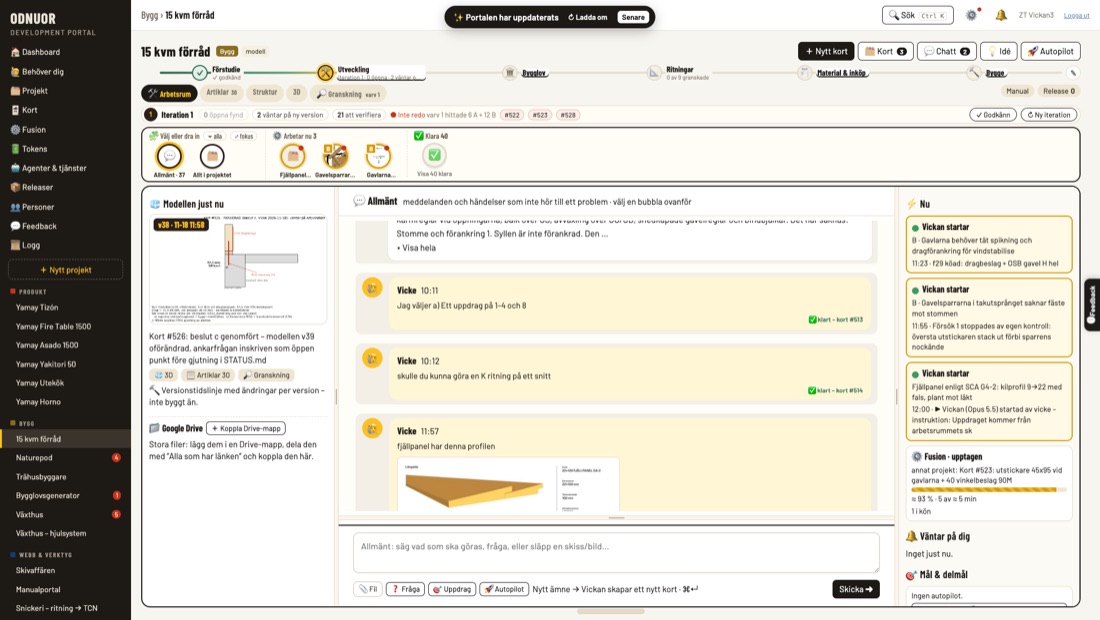 ODNUOR
DEVELOPMENT PORTAL
Dashboard
Behöver dig
Projekt
Kort
Fusion
Tokens
Agenter & tjänster
Releaser
Personer
Feedback
Logg
+ Nytt projekt
PRODUKT
Yamay Tizón
Yamay Fire Table 1500
Yamay Asado 1500
Yamay Yakitori 50
Yamay Utekök
Yamay Horno
BYGG
15 kvm förråd
Naturepod
Trähusbyggare
Bygglovsgenerator
1
Växthus
Växthus – hjulsystem
WEBB & VERKTYG
Skivaffären
Manualportal
Snickeri – ritning → TCN
Bygg › 15 kvm förråd
Portalen har uppdaterats Ladda om Senare
Sök Ctrl K
ZT Vickan3 Logga ut
15 kvm förråd Bygg modell
+ Nytt kort Kort 3 Chatt 2 Idé Autopilot
Förstudie
✓ godkänd
Utveckling
Bygglov
Ritningar
0 av 9 granskade
Material & inköp
Bygge
Arbetsrum Artiklar 30 Struktur 3D Granskning varv 1
Manual Release 0
1 Iteration 1 0 öppna fynd 2 väntar på ny version 21 att verifiera Inte redo varv 1 hittade 6 A + 12 B #522 #523 #528
✓ Godkänn ↻ Ny iteration
Välj eller dra in + alla ✓ fokus
Allmänt · 37 Allt i projektet
Arbetar nu 3
Fjällpanel... Gavelsparrar... Gavlarna...
Klara 40
Visa 40 klara
Modellen just nu
v38 · 11-18 11:58
Kort #526: beslut c genomfört – modellen v39
oförändrad, ankarfrågan inskriven som öppen
punkt före gjutning i STATUS.md
3D Artiklar 30 Granskning
Versionstidslinje med ändringar per version –
inte byggt än.
Google Drive + Koppla Drive-mapp
Stora filer: lägg dem i en Drive-mapp, dela den
med "Alla som har länken" och koppla den här.
Allmänt meddelanden och händelser som inte hör till ett problem · välj en bubbla ovanför
Stomme och förankring 1. Syllen är inte förankrad. Den ...
• Visa hela
Vicke 10:11
Jag väljer a) Ett uppdrag på 1–4 och 8
klart – kort #513
Vicke 10:12
skulle du kunna göra en K ritning på ett snitt
klart – kort #514
Vicke 11:57
fjällpanel har denna profilen
Allmänt: säg vad som ska göras, fråga, eller släpp en skiss/bild...
Fil Fråga Uppdrag Autopilot Nytt ämne → Vickan skapar ett nytt kort · ⌘↵
Skicka →
Nu
Vickan startar
B · Gavlarna behöver tät spikning och
dragförankring för vindstabilise
11:23 · f29 köad: dragbeslag + OSB gavel H hel
Vickan startar
B · Gavelsparrarna i takutsprånget saknar fäste
mot stommen
11:55 · Försök 1 stoppades av egen kontroll:
översta utstickaren stack ut förbi sparrens
nockände
Vickan startar
Fjällpanel enligt SCA G4-2: kilprofil 9→22 med
fals, plant mot läkt
12:00 · ▶ Vickan (Opus 5.5) startad av vicke –
instruktion: Uppdraget kommer från
arbetsrummets sk
Fusion · upptagen
annat projekt: Kort #523: utstickare 45x95 vid
gavlarna + 40 vinkelbeslag 90M
≈ 93 % · 5 av ≈ 5 min
1 i kön
Väntar på dig
Inget just nu.
Mål & delmål
Ingen autopilot.
Feedback